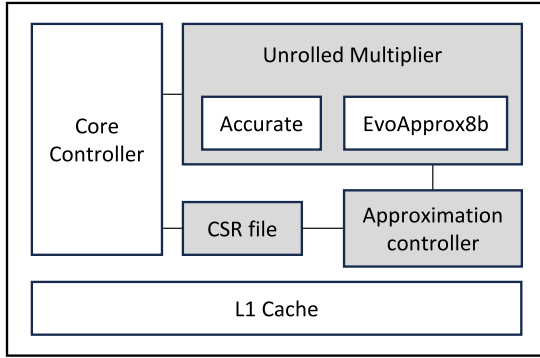 Unrolled Multiplier
Core
Controller
Accurate
EvoApprox8b
CSR file
Approximation
controller
L1 Cache